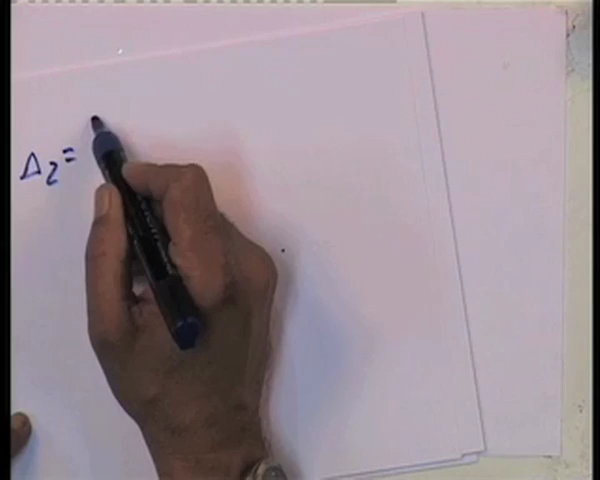 Δ₂ =